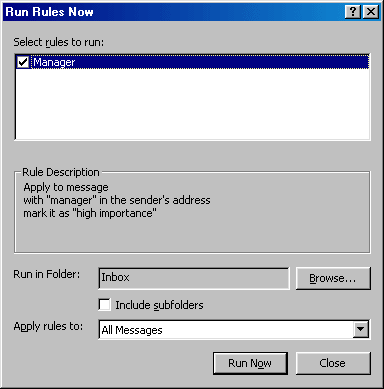 Run Rules Now
Select rules to run:
Manager
Rule Description
Apply to message
with "manager" in the sender's address
mark it as "high importance"
Run in Folder:
Inbox
Browse...
Include subfolders
Apply rules to:
All Messages
Run Now
Close